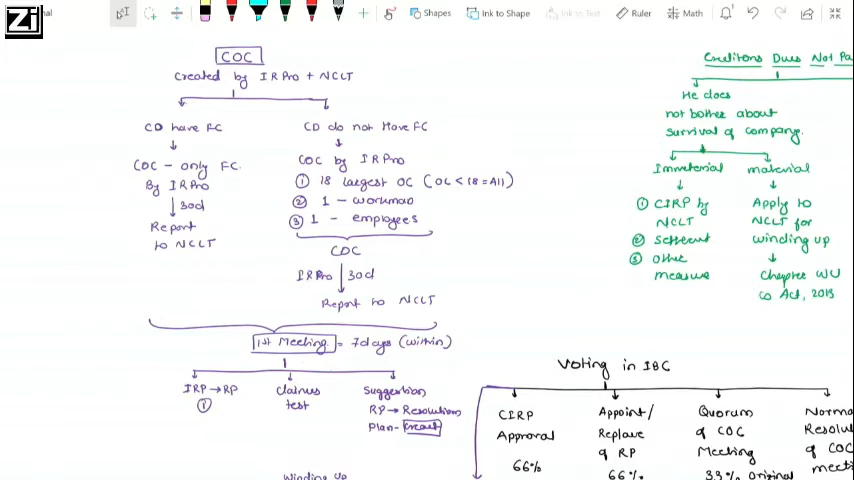 Zi
nal
Shapes
Ink to Shape
Ink to Text
Ruler
Math
COC
Created by IRPro + NCLT
CD have FC
COC - only FC.
By IRPro
30d
Report
to NCLT
CD do not Have FC
COC by IRPro
① 18 largest OC (OC < 18 = All)
② 1 - workman
③ 1 - employees
COC
IRPro 30d
Report to NCLT
1st Meeting = 7days (within)
IRP → RP
①
claims
test
Suggestion
RP → Resolution
Plan -
Winding Up
Creditors Dues Not Pa
He does
not bother about
survival of company.
Immaterial
① CIRP by
NCLT
② Settlement
③ other
measure
material
Apply to
NCLT for
winding up
Chapter WU
Co Act, 2013
Voting in IBC
CIRP
Approval
66%
Appoint/
Replace
of RP
66%
Quorum
of COC
Meeting
33% Original
Norma
Resolu
of COC
meeti